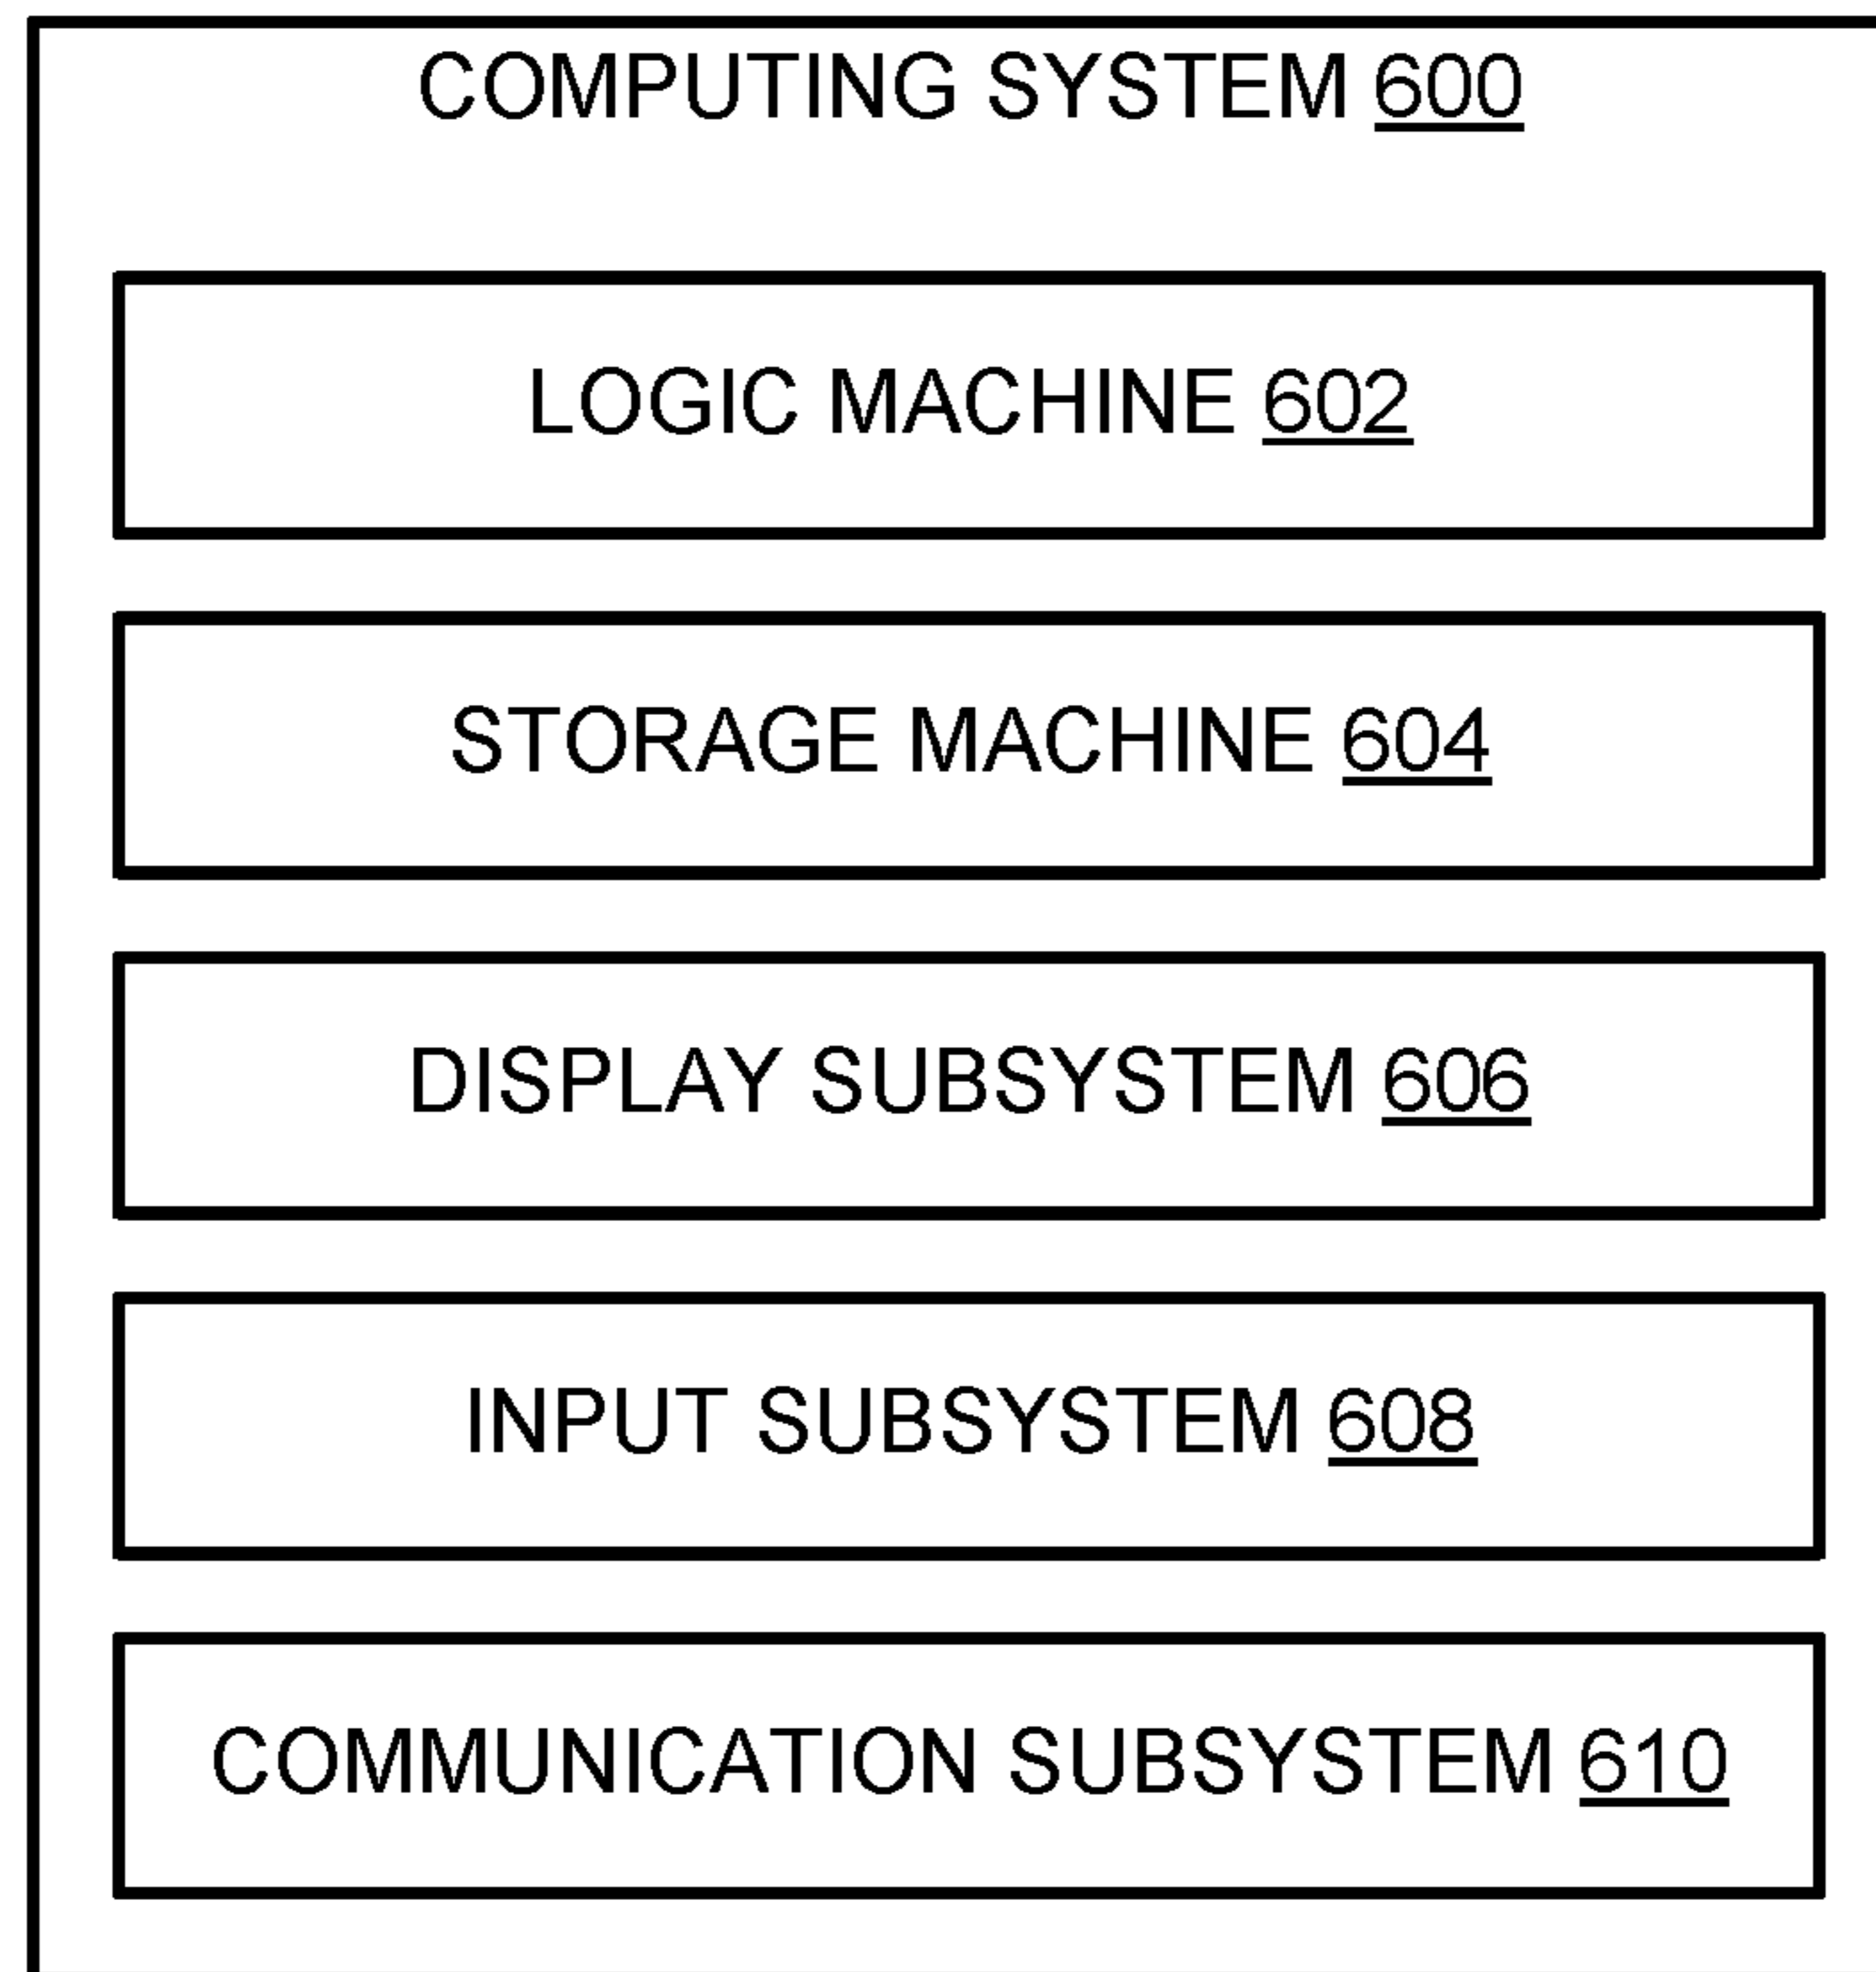 COMPUTING SYSTEM 600
LOGIC MACHINE 602
STORAGE MACHINE 604
DISPLAY SUBSYSTEM 606
INPUT SUBSYSTEM 608
COMMUNICATION SUBSYSTEM 610